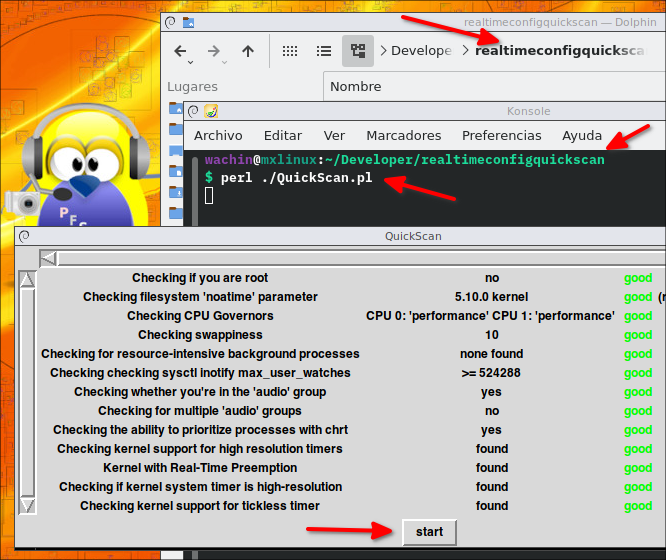 realtimeconfigquickscan — Dolphin
Develope
realtimeconfigquicksca
Lugares
Nombre
Konsole
Archivo Editar Ver Marcadores Preferencias Ayuda
wachin@mxlinux:~/Developer/realtimeconfigquickscan
$ perl ./QuickScan.pl
PFS
QuickScan
Checking if you are root no good
Checking filesystem 'noatime' parameter 5.10.0 kernel good (r
Checking CPU Governors CPU 0: 'performance' CPU 1: 'performance' good
Checking swappiness 10 good
Checking for resource-intensive background processes none found good
Checking checking sysctl inotify max_user_watches >= 524288 good
Checking whether you're in the 'audio' group yes good
Checking for multiple 'audio' groups no good
Checking the ability to prioritize processes with chrt yes good
Checking kernel support for high resolution timers found good
Kernel with Real-Time Preemption found good
Checking if kernel system timer is high-resolution found good
Checking kernel support for tickless timer found good
start